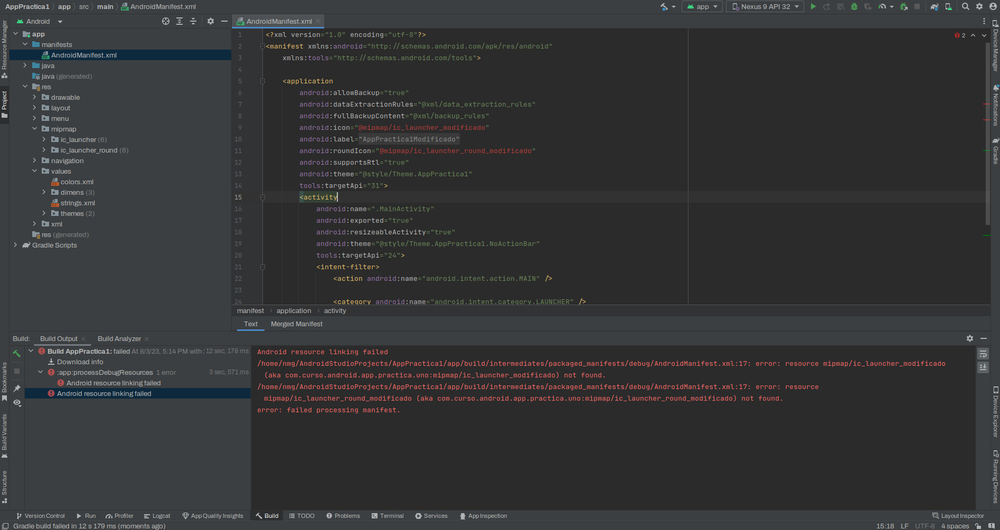 AppPractica1 app src main AndroidManifest.xml
app Nexus 9 API 32
Android
AndroidManifest.xml
Resource Manager
Project
Bookmarks
Build Variants
Structure
app
manifests
AndroidManifest.xml
java
java (generated)
res
drawable
layout
menu
mipmap
ic_launcher (6)
ic_launcher_round (6)
navigation
values
colors.xml
dimens (3)
strings.xml
themes (2)
xml
res (generated)
Gradle Scripts
2
1 <?xml version="1.0" encoding="utf-8"?>
2 <manifest xmlns:android="http://schemas.android.com/apk/res/android"
3 xmlns:tools="http://schemas.android.com/tools">
4
5 <application
6 android:allowBackup="true"
7 android:dataExtractionRules="@xml/data_extraction_rules"
8 android:fullBackupContent="@xml/backup_rules"
9 android:icon="@mipmap/ic_launcher_modificado"
10 android:label="AppPractica1Modificado"
11 android:roundIcon="@mipmap/ic_launcher_round_modificado"
12 android:supportsRtl="true"
13 android:theme="@style/Theme.AppPractica1"
14 tools:targetApi="31">
15 <activity
16 android:name=".MainActivity"
17 android:exported="true"
18 android:resizeableActivity="true"
19 android:theme="@style/Theme.AppPractica1.NoActionBar"
20 tools:targetApi="24">
21 <intent-filter>
22 <action android:name="android.intent.action.MAIN" />
23
24 <category android:name="android.intent.category.LAUNCHER" />
manifest application activity
Text Merged Manifest
Device Manager
Notifications
Gradle
Device Explorer
Running Devices
Build: Build Output Build Analyzer
Build AppPractica1: failed At 8/3/23, 5:14 PM with 12 sec, 178 ms
Download info
:app:processDebugResources 1 error 3 sec, 571 ms
Android resource linking failed
Android resource linking failed
Android resource linking failed
/home/nmg/AndroidStudioProjects/AppPractica1/app/build/intermediates/packaged_manifests/debug/AndroidManifest.xml:17: error: resource mipmap/ic_launcher_modificado
(aka com.curso.android.app.practica.uno:mipmap/ic_launcher_modificado) not found.
/home/nmg/AndroidStudioProjects/AppPractica1/app/build/intermediates/packaged_manifests/debug/AndroidManifest.xml:17: error: resource
mipmap/ic_launcher_round_modificado (aka com.curso.android.app.practica.uno:mipmap/ic_launcher_round_modificado) not found.
error: failed processing manifest.
Version Control Run Profiler Logcat App Quality Insights Build TODO Problems Terminal Services App Inspection Layout Inspector
Gradle build failed in 12 s 179 ms (moments ago) 15:18 LF UTF-8 4 spaces